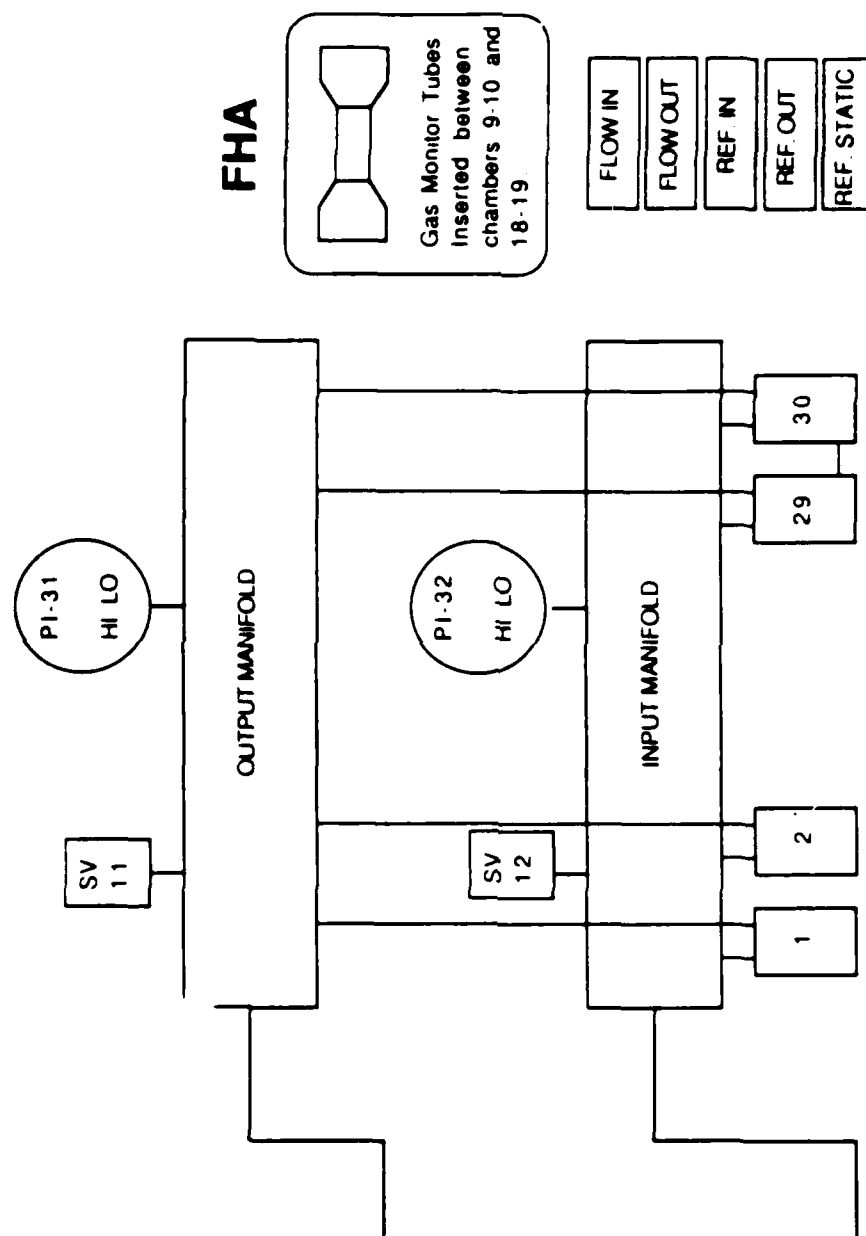 FHA
Gas Monitor Tubes
Inserted between
chambers 9-10 and
18-19
FLOW IN
FLOW OUT
REF. IN
REF. OUT
REF. STATIC
PI-31
HI LO
SV
11
OUTPUT MANIFOLD
PI-32
HI LO
SV
12
INPUT MANIFOLD
1
2
29
30